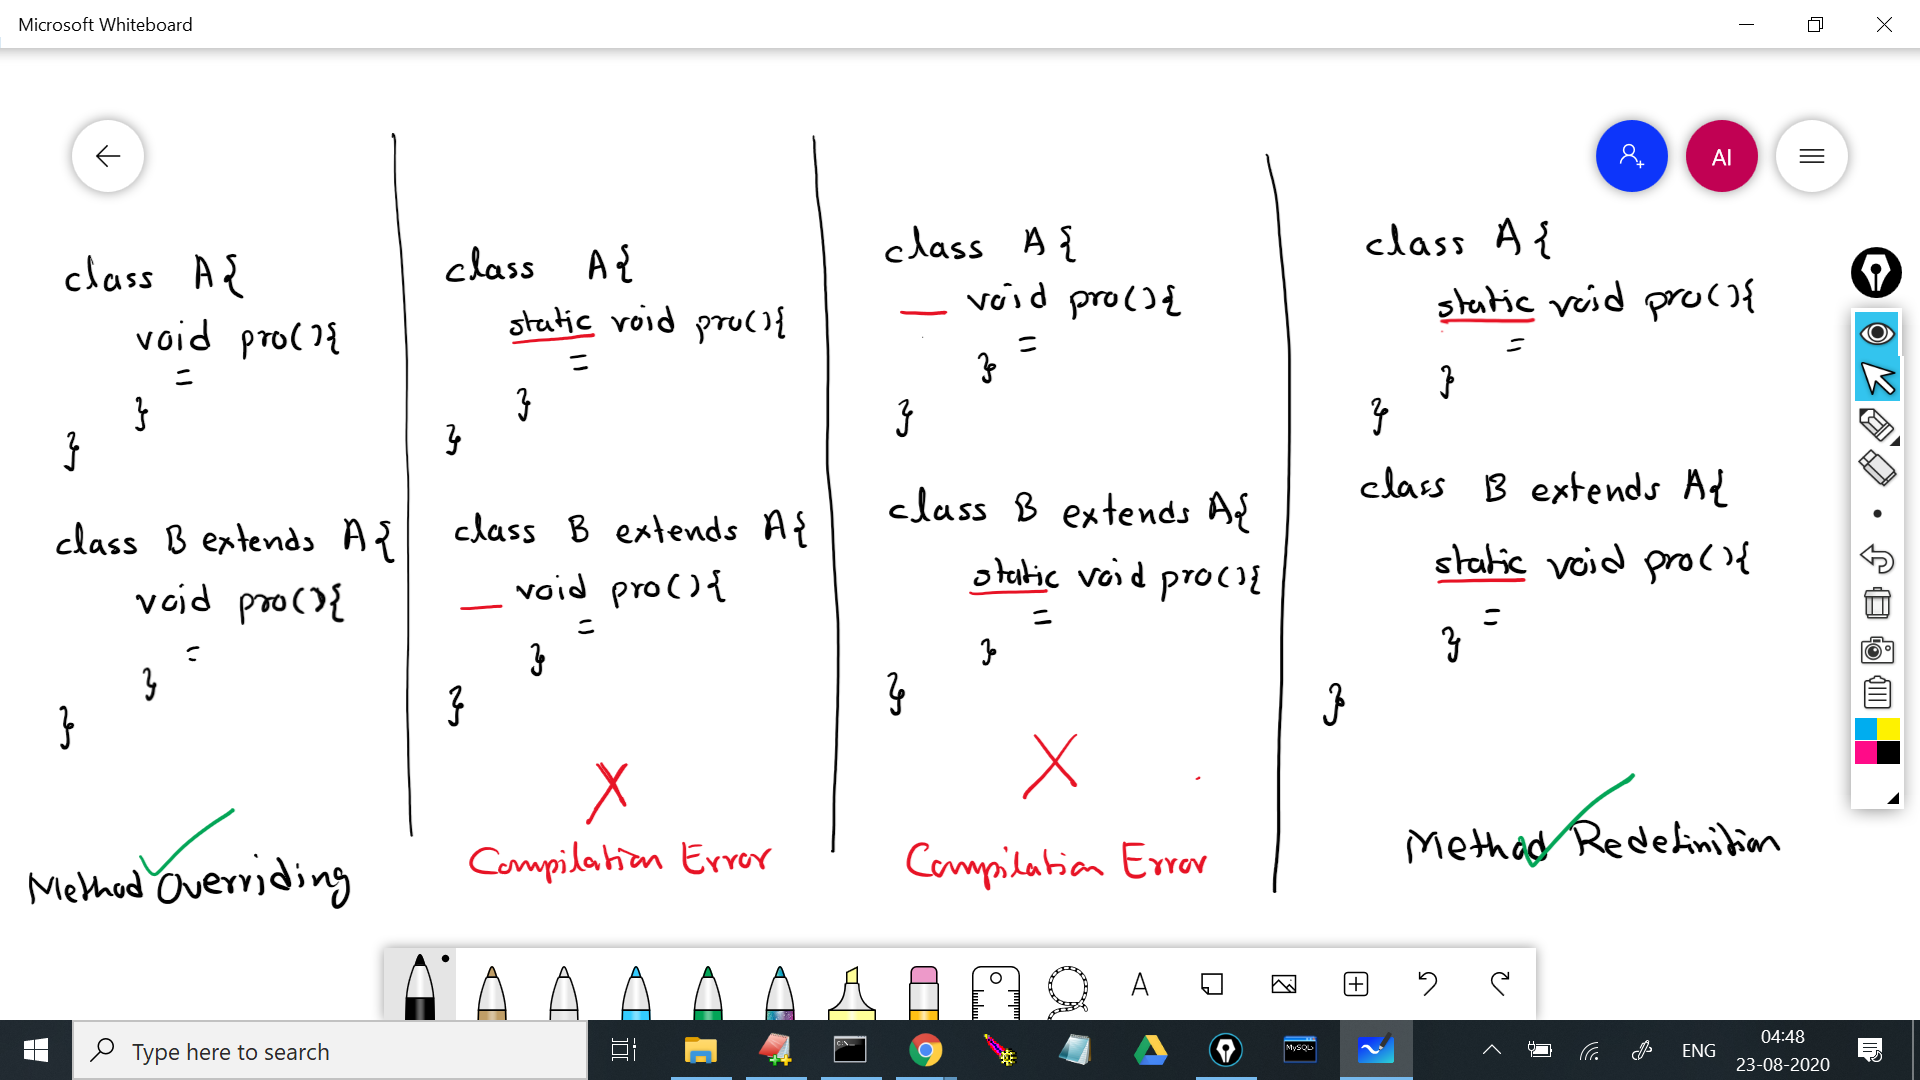 Microsoft Whiteboard
AI
class A{
void pro(){
=
}
}
class B extends A{
void pro(){
=
}
}
Method Overriding
class A{
static void pro(){
=
}
}
class B extends A{
void pro(){
=
}
}
X
Compilation Error
class A{
void pro(){
=
}
}
class B extends A{
static void pro(){
=
}
}
X
Compilation Error
class A{
static void pro(){
=
}
}
class B extends A{
static void pro(){
=
}
}
Method Redefinition
A
Type here to search
C:\
MySQL
ENG
04:48
23-08-2020